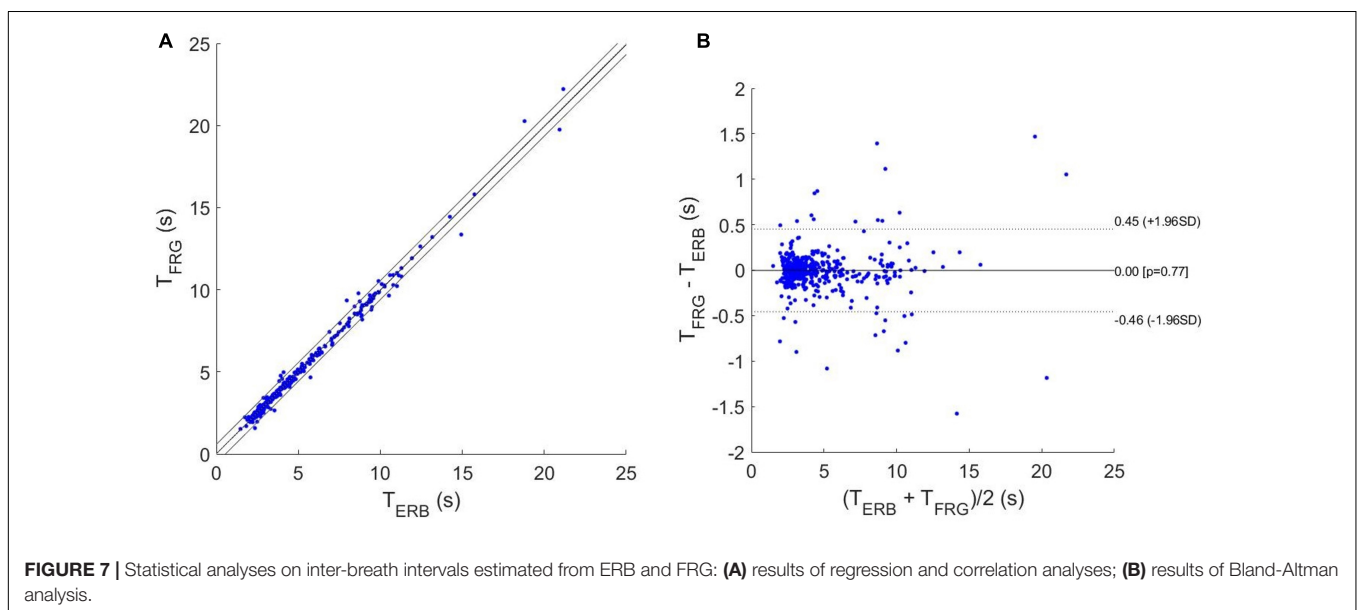 A
25
20
15
10
5
0
T_FRG (s)
0 5 10 15 20 25
T_ERB (s)
B
2
1.5
1
0.5
0
-0.5
-1
-1.5
-2
T_FRG - T_ERB (s)
0.45 (+1.96SD)
0.00 [p=0.77]
-0.46 (-1.96SD)
0 5 10 15 20 25
(T_ERB + T_FRG)/2 (s)
FIGURE 7 | Statistical analyses on inter-breath intervals estimated from ERB and FRG: (A) results of regression and correlation analyses; (B) results of Bland-Altman
analysis.